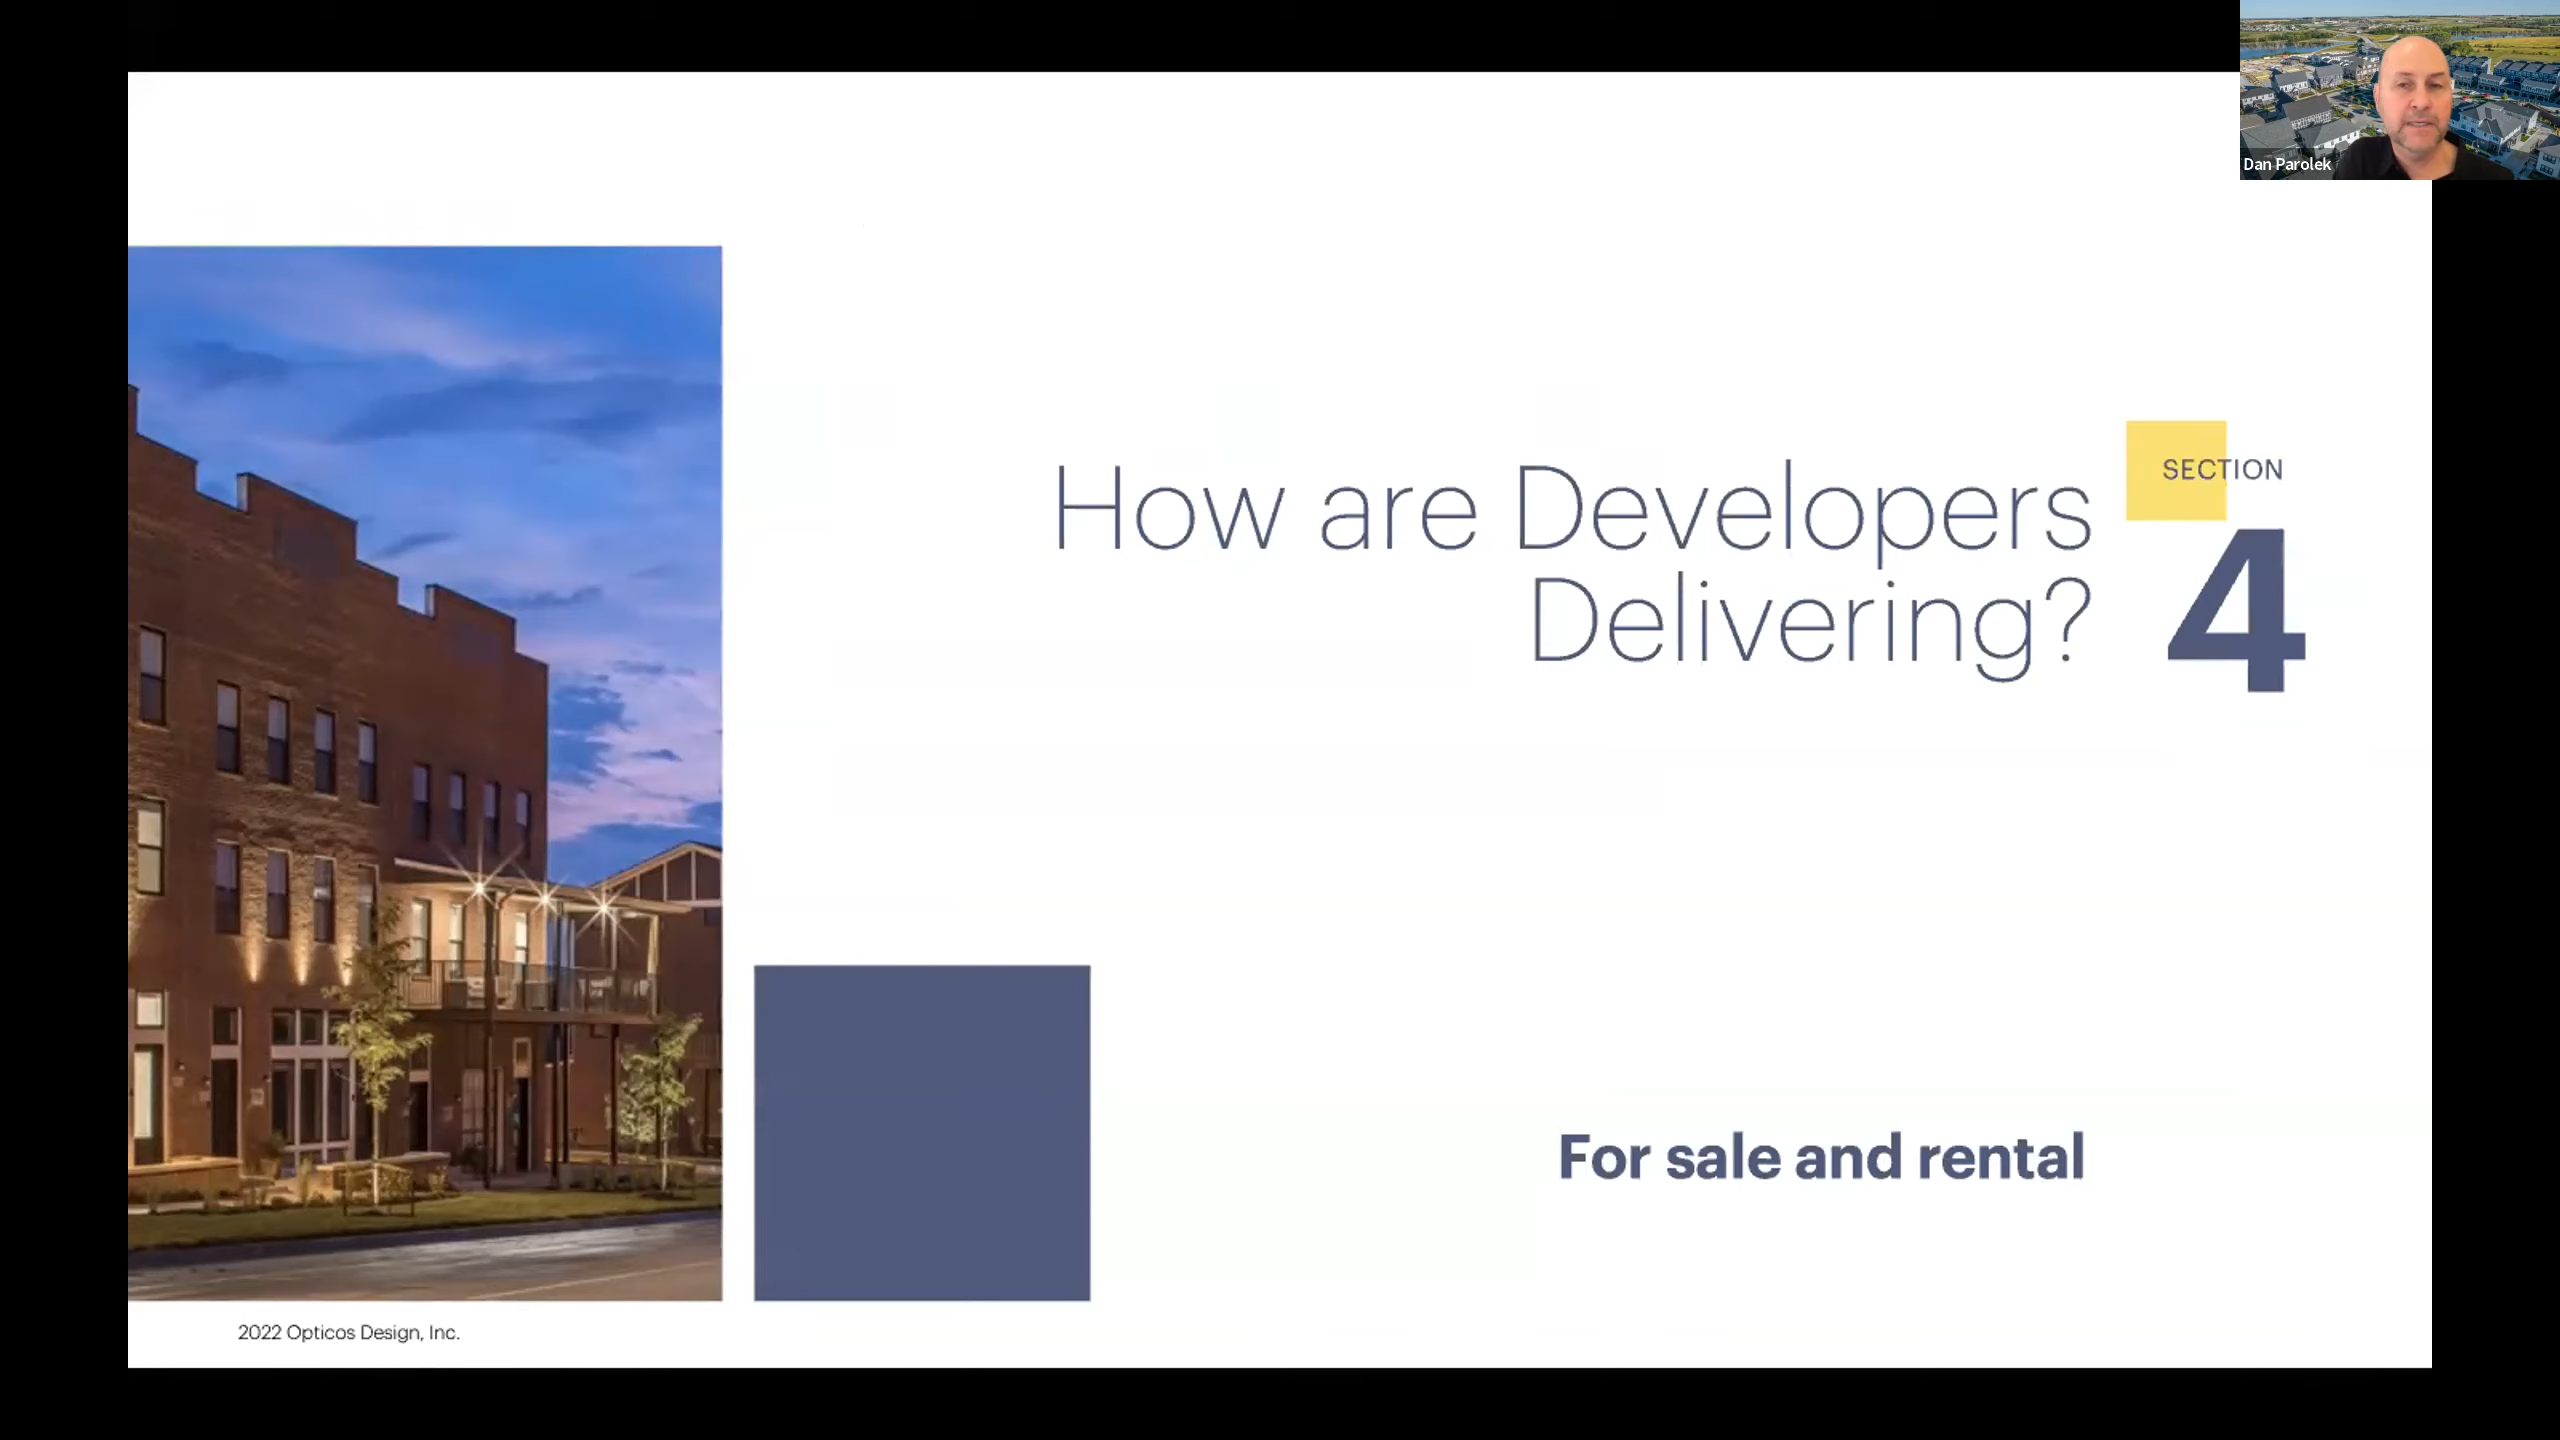 Dan Parolek
SECTION
How are Developers
Delivering?
4
For sale and rental
2022 Opticos Design, Inc.